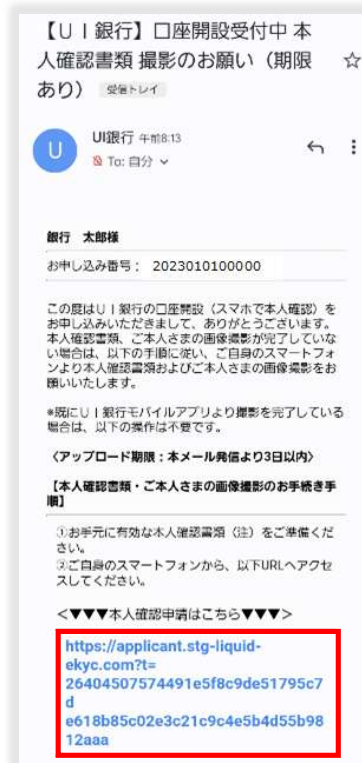 【UI銀行】口座開設受付中 本
人確認書類 撮影のお願い（期限
あり） 受信トレイ
U
UI銀行 午前8:13
To: 自分
銀行　太郎様
お申し込み番号： 2023010100000
この度はUI銀行の口座開設（スマホで本人確認）を
お申し込みいただきまして、ありがとうございます。
本人確認書類、ご本人さまの画像撮影が完了していな
い場合は、以下の手順に従い、ご自身のスマートフォ
ンより本人確認書類およびご本人さまの画像撮影をお
願いいたします。
*既にUI銀行モバイルアプリより撮影を完了している
場合は、以下の操作は不要です。
〈アップロード期限：本メール発信より3日以内〉
【本人確認書類・ご本人さまの画像撮影のお手続き手
順】
①お手元に有効な本人確認書類（注）をご準備くだ
さい。
②ご自身のスマートフォンから、以下URLへアクセ
スしてください。
＜▼▼▼本人確認申請はこちら▼▼▼＞
https://applicant.stg-liquid-
ekyc.com?t=
26404507574491e5f8c9de51795c7
d
e618b85c02e3c21c9c4e5b4d55b98
12aaa